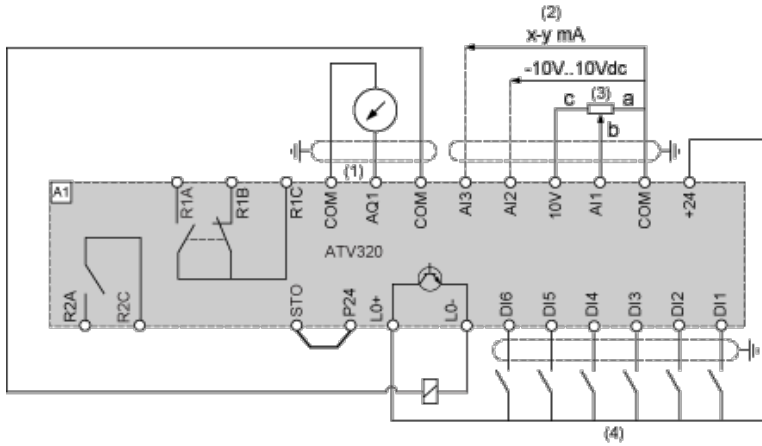 (2)
x-y mA
-10V..10Vdc
c (3) a
b
(1)
A1
R1A R1B R1C COM AQ1 COM AI3 AI2 10V AI1 COM +24
ATV320
R2A R2C STO P24 L0+ L0- DI6 DI5 DI4 DI3 DI2 DI1
(4)